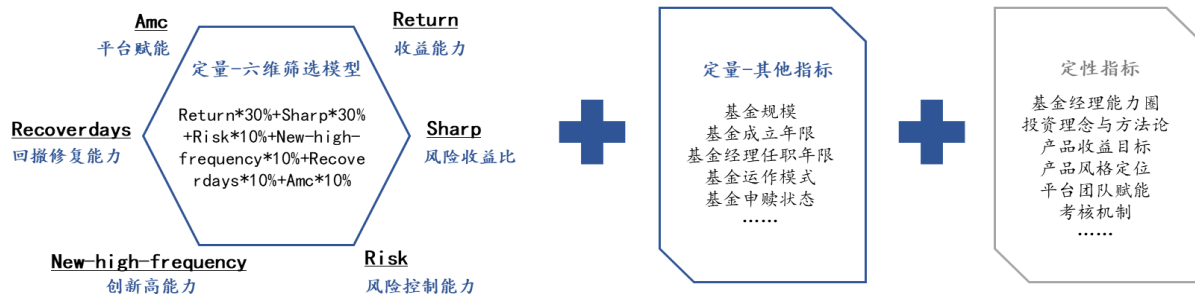 Amc
平台赋能
Return
收益能力
Recoverdays
回撤修复能力
定量-六维筛选模型
Return*30%+Sharp*30%
+Risk*10%+New-high-
frequency*10%+Recove
rdays*10%+Amc*10%
Sharp
风险收益比
New-high-frequency
创新高能力
Risk
风险控制能力
定量-其他指标
基金规模
基金成立年限
基金经理任职年限
基金运作模式
基金申赎状态
……
定性指标
基金经理能力圈
投资理念与方法论
产品收益目标
产品风格定位
平台团队赋能
考核机制
……